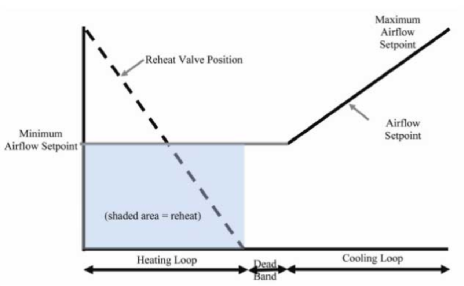 Maximum
Airflow
Setpoint
Reheat Valve Position
Airflow
Setpoint
Minimum
Airflow Setpoint
(shaded area = reheat)
Heating Loop
Dead
Band
Cooling Loop